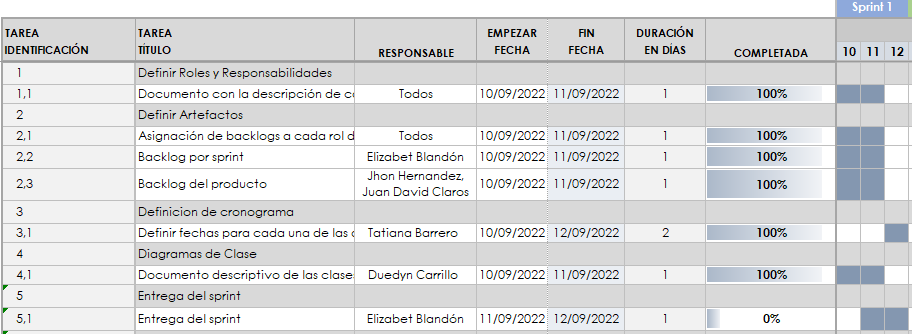 Sprint 1
TAREA IDENTIFICACIÓN TAREA TÍTULO RESPONSABLE EMPEZAR FECHA FIN FECHA DURACIÓN EN DÍAS COMPLETADA 10 11 12
1 Definir Roles y Responsabilidades
1,1 Documento con la descripción de Todos 10/09/2022 11/09/2022 1 100%
2 Definir Artefactos
2,1 Asignación de backlogs a cada rol d Todos 10/09/2022 11/09/2022 1 100%
2,2 Backlog por sprint Elizabet Blandón 10/09/2022 11/09/2022 1 100%
2,3 Backlog del producto Jhon Hernandez, Juan David Claros 10/09/2022 11/09/2022 1 100%
3 Definicion de cronograma
3,1 Definir fechas para cada una de las Tatiana Barrero 10/09/2022 12/09/2022 2 100%
4 Diagramas de Clase
4,1 Documento descriptivo de las clase Duedyn Carrillo 10/09/2022 11/09/2022 1 100%
5 Entrega del sprint
5,1 Entrega del sprint Elizabet Blandón 11/09/2022 12/09/2022 1 0%